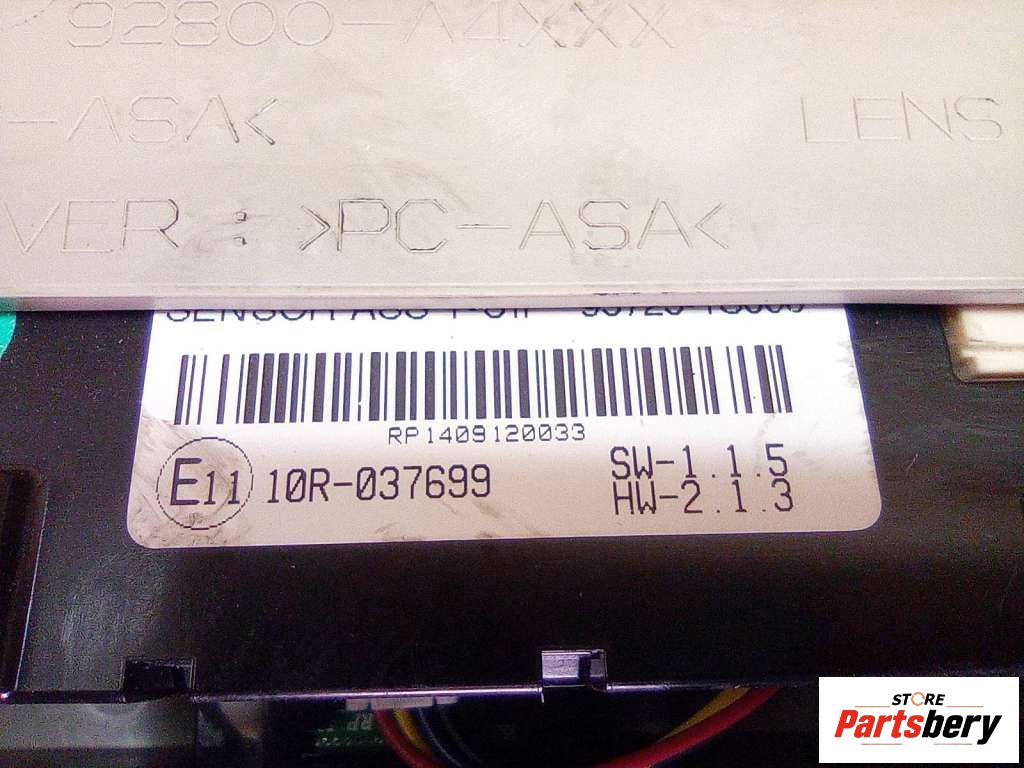 92800-A4XXX
-ASA<
LENS
VER : >PC-ASA<
RP1409120033
E11 10R-037699
SW-1.1.5
HW-2.1.3
STORE
Partsbery